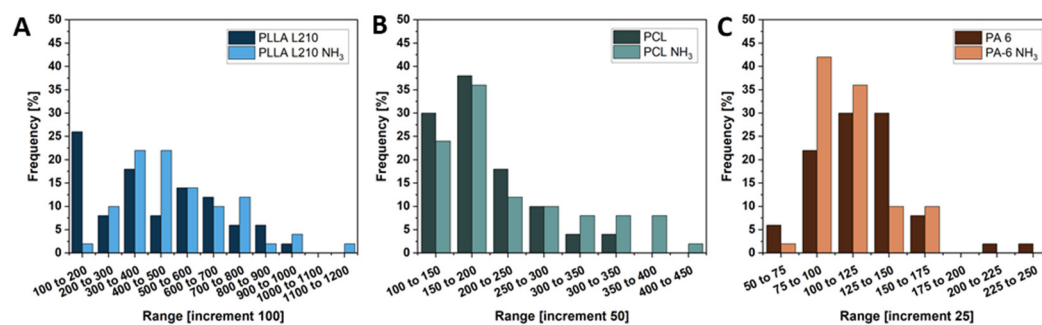 A
PLLA L210
PLLA L210 NH₃
Frequency [%]
50
45
40
35
30
25
20
15
10
5
0
100 to 200
200 to 300
300 to 400
400 to 500
500 to 600
600 to 700
700 to 800
800 to 900
900 to 1000
1000 to 1100
1100 to 1200
Range [increment 100]
B
PCL
PCL NH₃
Frequency [%]
50
45
40
35
30
25
20
15
10
5
0
100 to 150
150 to 200
200 to 250
250 to 300
300 to 350
300 to 350
350 to 400
400 to 450
Range [increment 50]
C
PA 6
PA-6 NH₃
Frequency [%]
50
45
40
35
30
25
20
15
10
5
0
50 to 75
75 to 100
100 to 125
125 to 150
150 to 175
175 to 200
200 to 225
225 to 250
Range [increment 25]